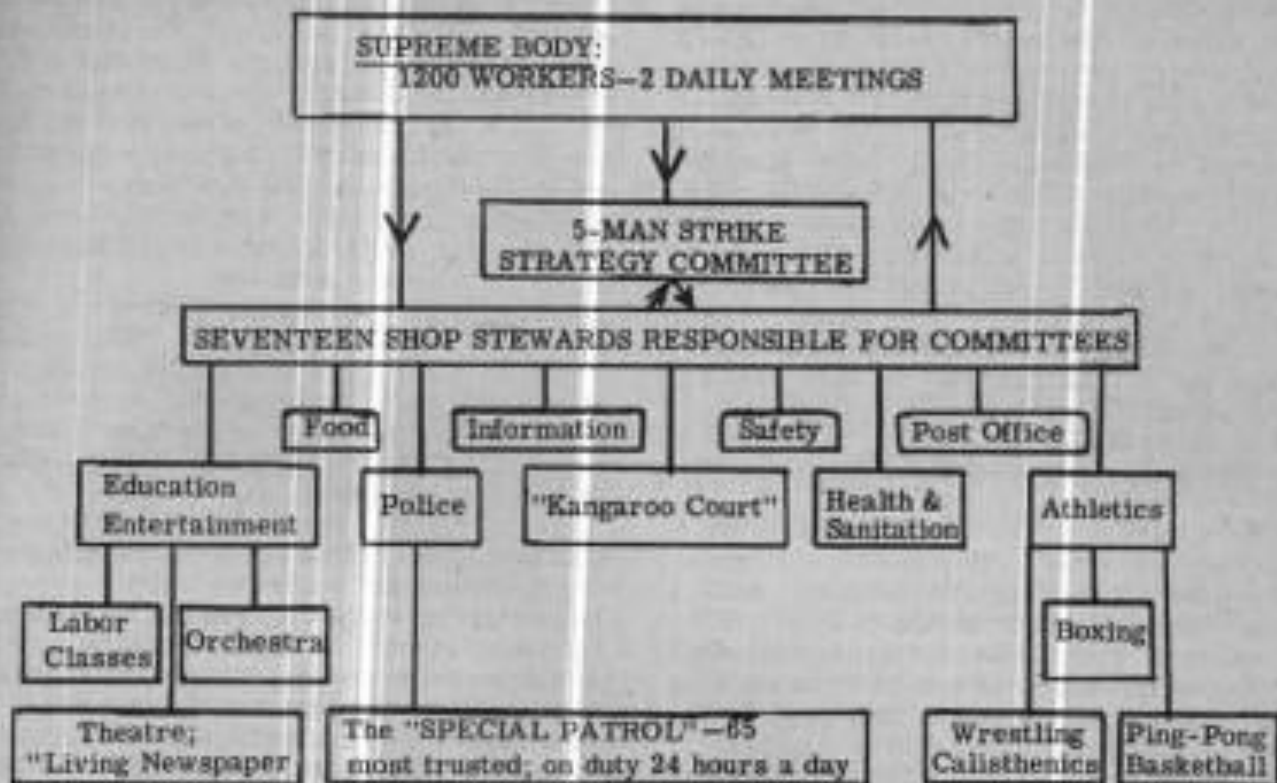 SUPREME BODY:
1200 WORKERS—2 DAILY MEETINGS
5-MAN STRIKE
STRATEGY COMMITTEE
SEVENTEEN SHOP STEWARDS RESPONSIBLE FOR COMMITTEES
Food
Information
Safety
Post Office
Education
Entertainment
Police
"Kangaroo Court"
Health &
Sanitation
Athletics
Labor
Classes
Orchestra
Boxing
Theatre;
"Living Newspaper
The "SPECIAL PATROL"—65
most trusted; on duty 24 hours a day
Wrestling
Calisthenics
Ping-Pong
Basketball